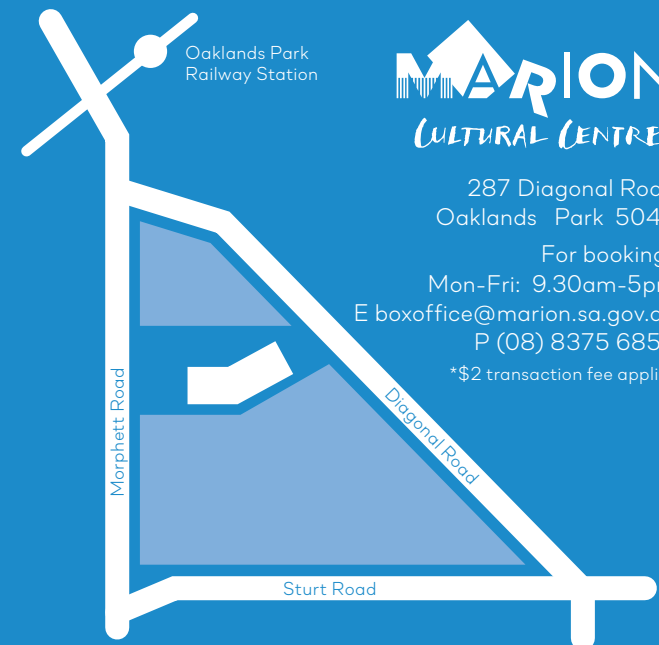 Oaklands Park
Railway Station
MARION
CULTURAL CENTRE
287 Diagonal Roa
Oaklands Park 504
For booking
Mon-Fri: 9.30am-5p
E boxoffice@marion.sa.gov.a
P (08) 8375 685
*$2 transaction fee appli
Morphett Road
Diagonal Road
Sturt Road